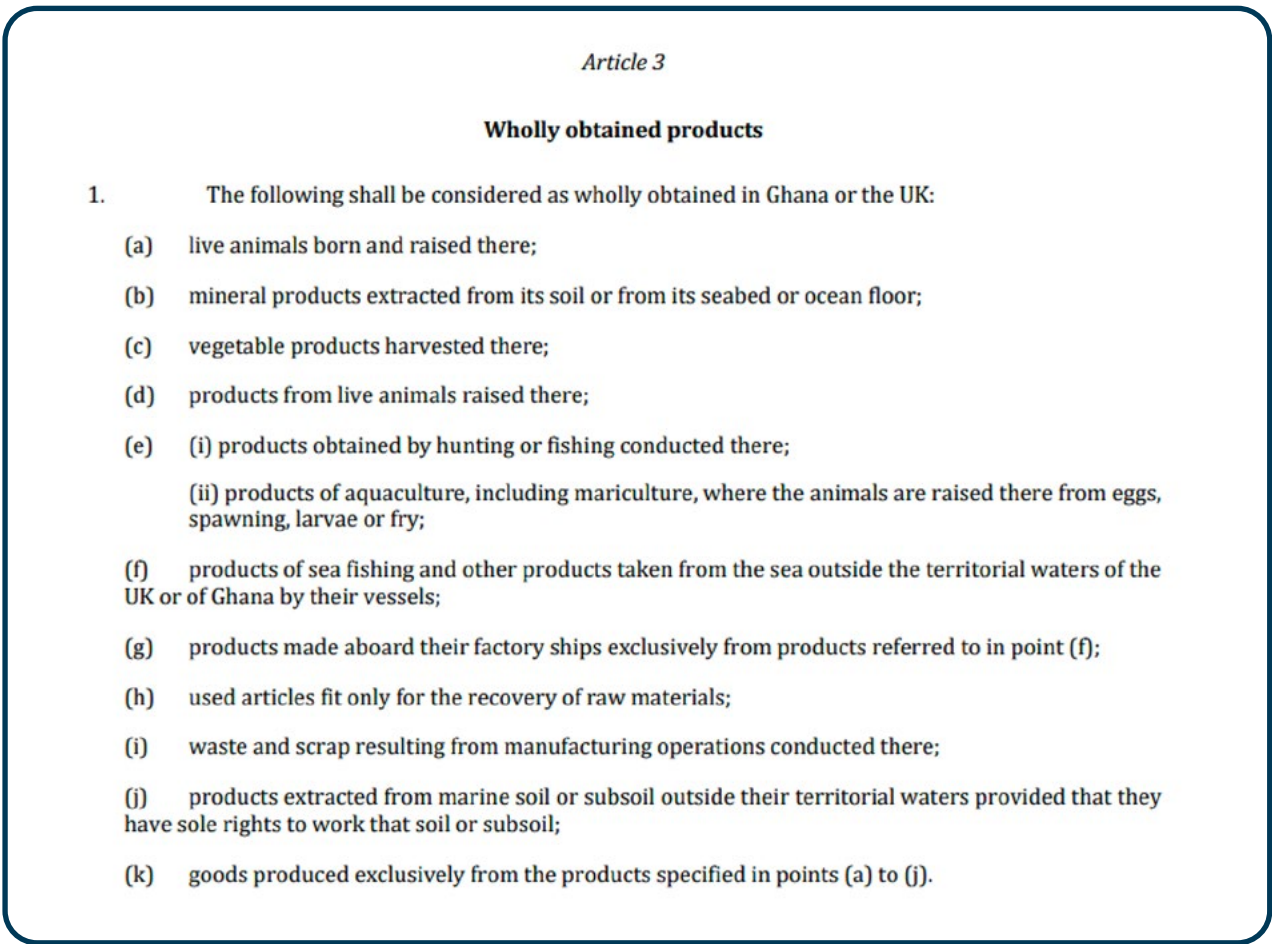 Article 3
Wholly obtained products
1. The following shall be considered as wholly obtained in Ghana or the UK:
(a) live animals born and raised there;
(b) mineral products extracted from its soil or from its seabed or ocean floor;
(c) vegetable products harvested there;
(d) products from live animals raised there;
(e) (i) products obtained by hunting or fishing conducted there;
(ii) products of aquaculture, including mariculture, where the animals are raised there from eggs,
spawning, larvae or fry;
(f) products of sea fishing and other products taken from the sea outside the territorial waters of the
UK or of Ghana by their vessels;
(g) products made aboard their factory ships exclusively from products referred to in point (f);
(h) used articles fit only for the recovery of raw materials;
(i) waste and scrap resulting from manufacturing operations conducted there;
(j) products extracted from marine soil or subsoil outside their territorial waters provided that they
have sole rights to work that soil or subsoil;
(k) goods produced exclusively from the products specified in points (a) to (j).